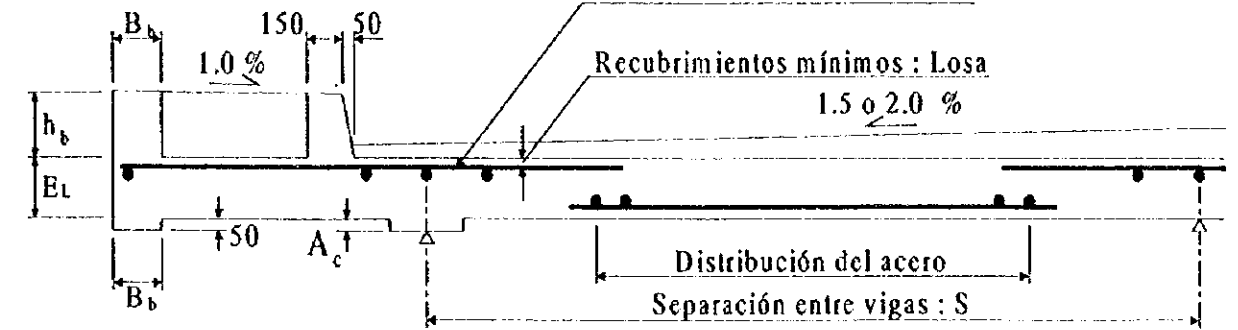 B_b 150 50
1.0 %
Recubrimientos mínimos : Losa
1.5 o 2.0 %
h_b
E_L
50
A_c
Distribución del acero
B_b
Separación entre vigas : S